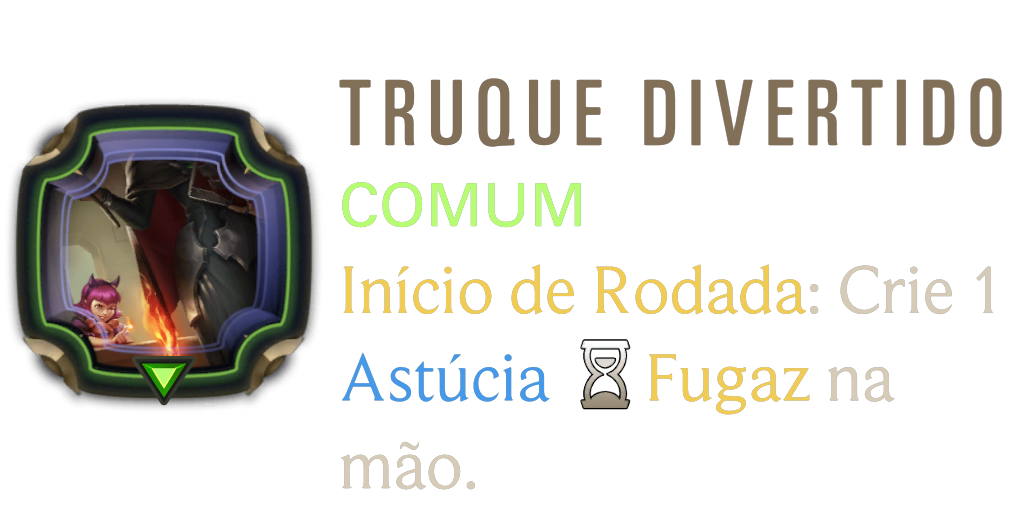 TRUQUE DIVERTIDO
COMUM
Início de Rodada: Crie 1
Astúcia Fugaz na
mão.